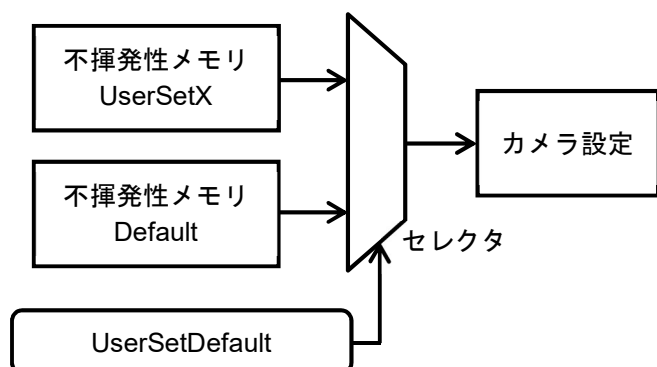 不揮発性メモリ
UserSetX
カメラ設定
不揮発性メモリ
Default
セレクタ
UserSetDefault